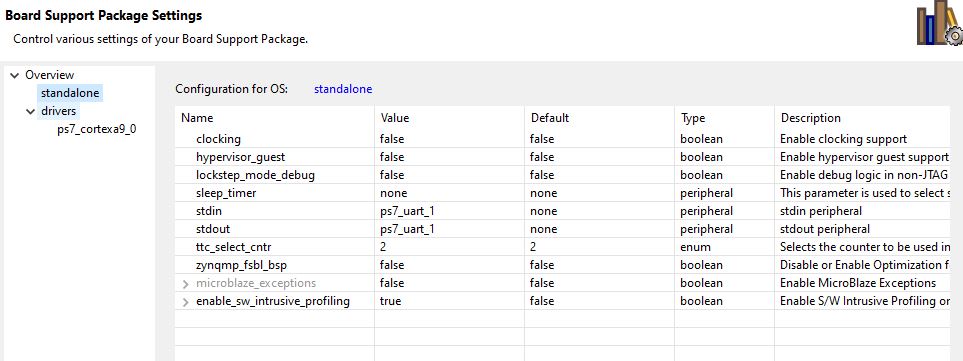 Board Support Package Settings
Control various settings of your Board Support Package.
Overview
standalone
drivers
ps7_cortexa9_0
Configuration for OS: standalone
Name Value Default Type Description
clocking false false boolean Enable clocking support
hypervisor_guest false false boolean Enable hypervisor guest support
lockstep_mode_debug false false boolean Enable debug logic in non-JTAG
sleep_timer none none peripheral This parameter is used to select s
stdin ps7_uart_1 none peripheral stdin peripheral
stdout ps7_uart_1 none peripheral stdout peripheral
ttc_select_cntr 2 2 enum Selects the counter to be used in
zynqmp_fsbl_bsp false false boolean Disable or Enable Optimization f
microblaze_exceptions false false boolean Enable MicroBlaze Exceptions
enable_sw_intrusive_profiling true false boolean Enable S/W Intrusive Profiling or